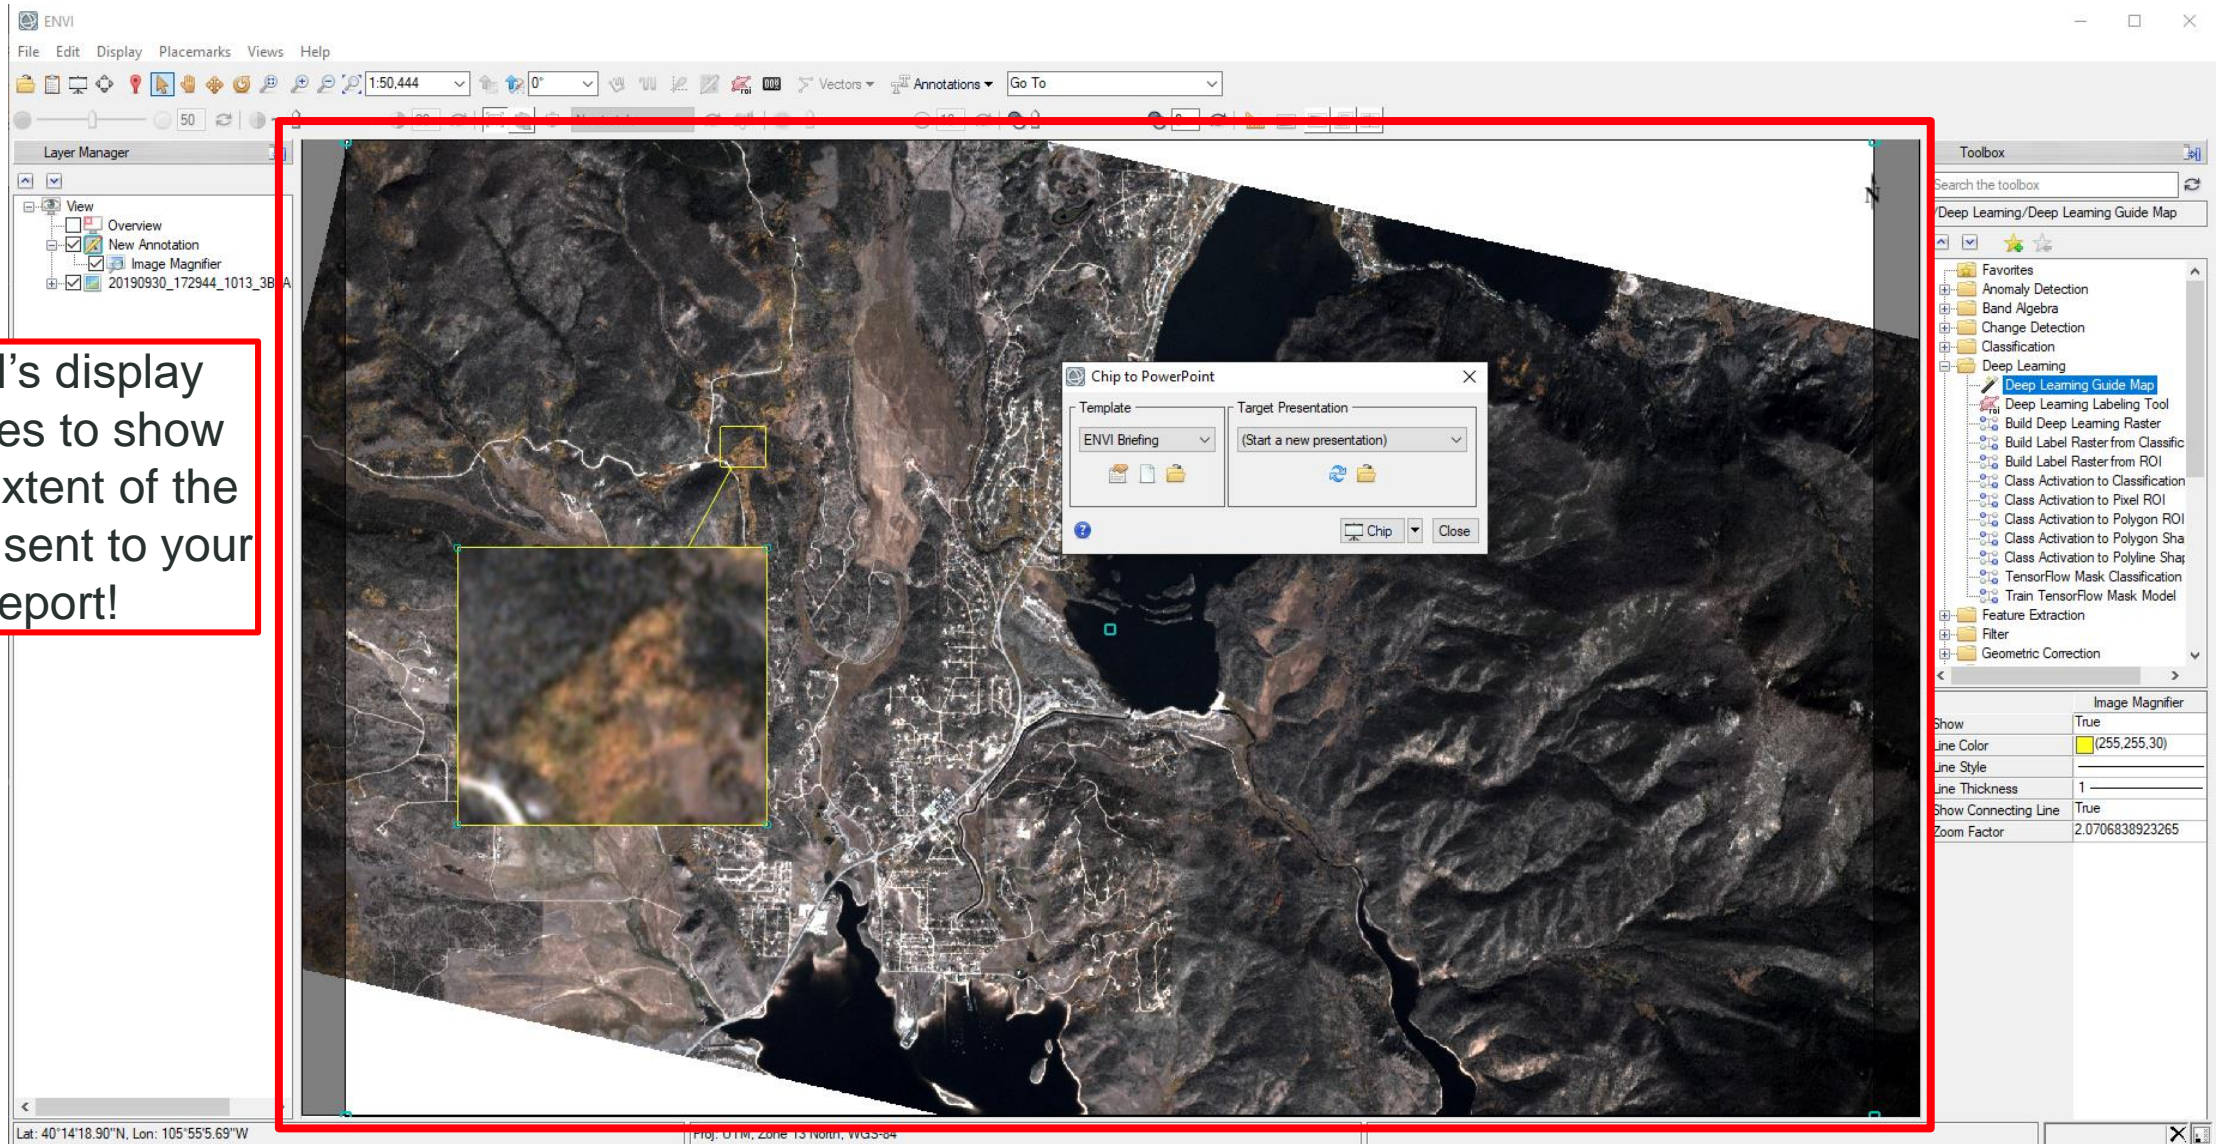 ENVI
File Edit Display Placemarks Views Help
1:50,444 0° Vectors Annotations Go To
50
Layer Manager
View
Overview
New Annotation
Image Magnifier
20190930_172944_1013_3B
l's display
es to show
xtent of the
sent to your
eport!
N
Chip to PowerPoint
Template
Target Presentation
ENVI Briefing
(Start a new presentation)
Chip
Close
Toolbox
Search the toolbox
/Deep Learning/Deep Learning Guide Map
Favorites
Anomaly Detection
Band Algebra
Change Detection
Classification
Deep Learning
Deep Learning Guide Map
Deep Learning Labeling Tool
Build Deep Learning Raster
Build Label Raster from Classific
Build Label Raster from ROI
Class Activation to Classification
Class Activation to Pixel ROI
Class Activation to Polygon ROI
Class Activation to Polygon Sha
Class Activation to Polyline Shap
TensorFlow Mask Classification
Train TensorFlow Mask Model
Feature Extraction
Filter
Geometric Correction
Image Magnifier
Show True
Line Color (255,255,30)
Line Style
Line Thickness 1
Show Connecting Line True
Zoom Factor 2.0706838923265
Lat: 40°14'18.90"N, Lon: 105°55'5.69"W
Proj: UTM, Zone 13 North, WGS-84